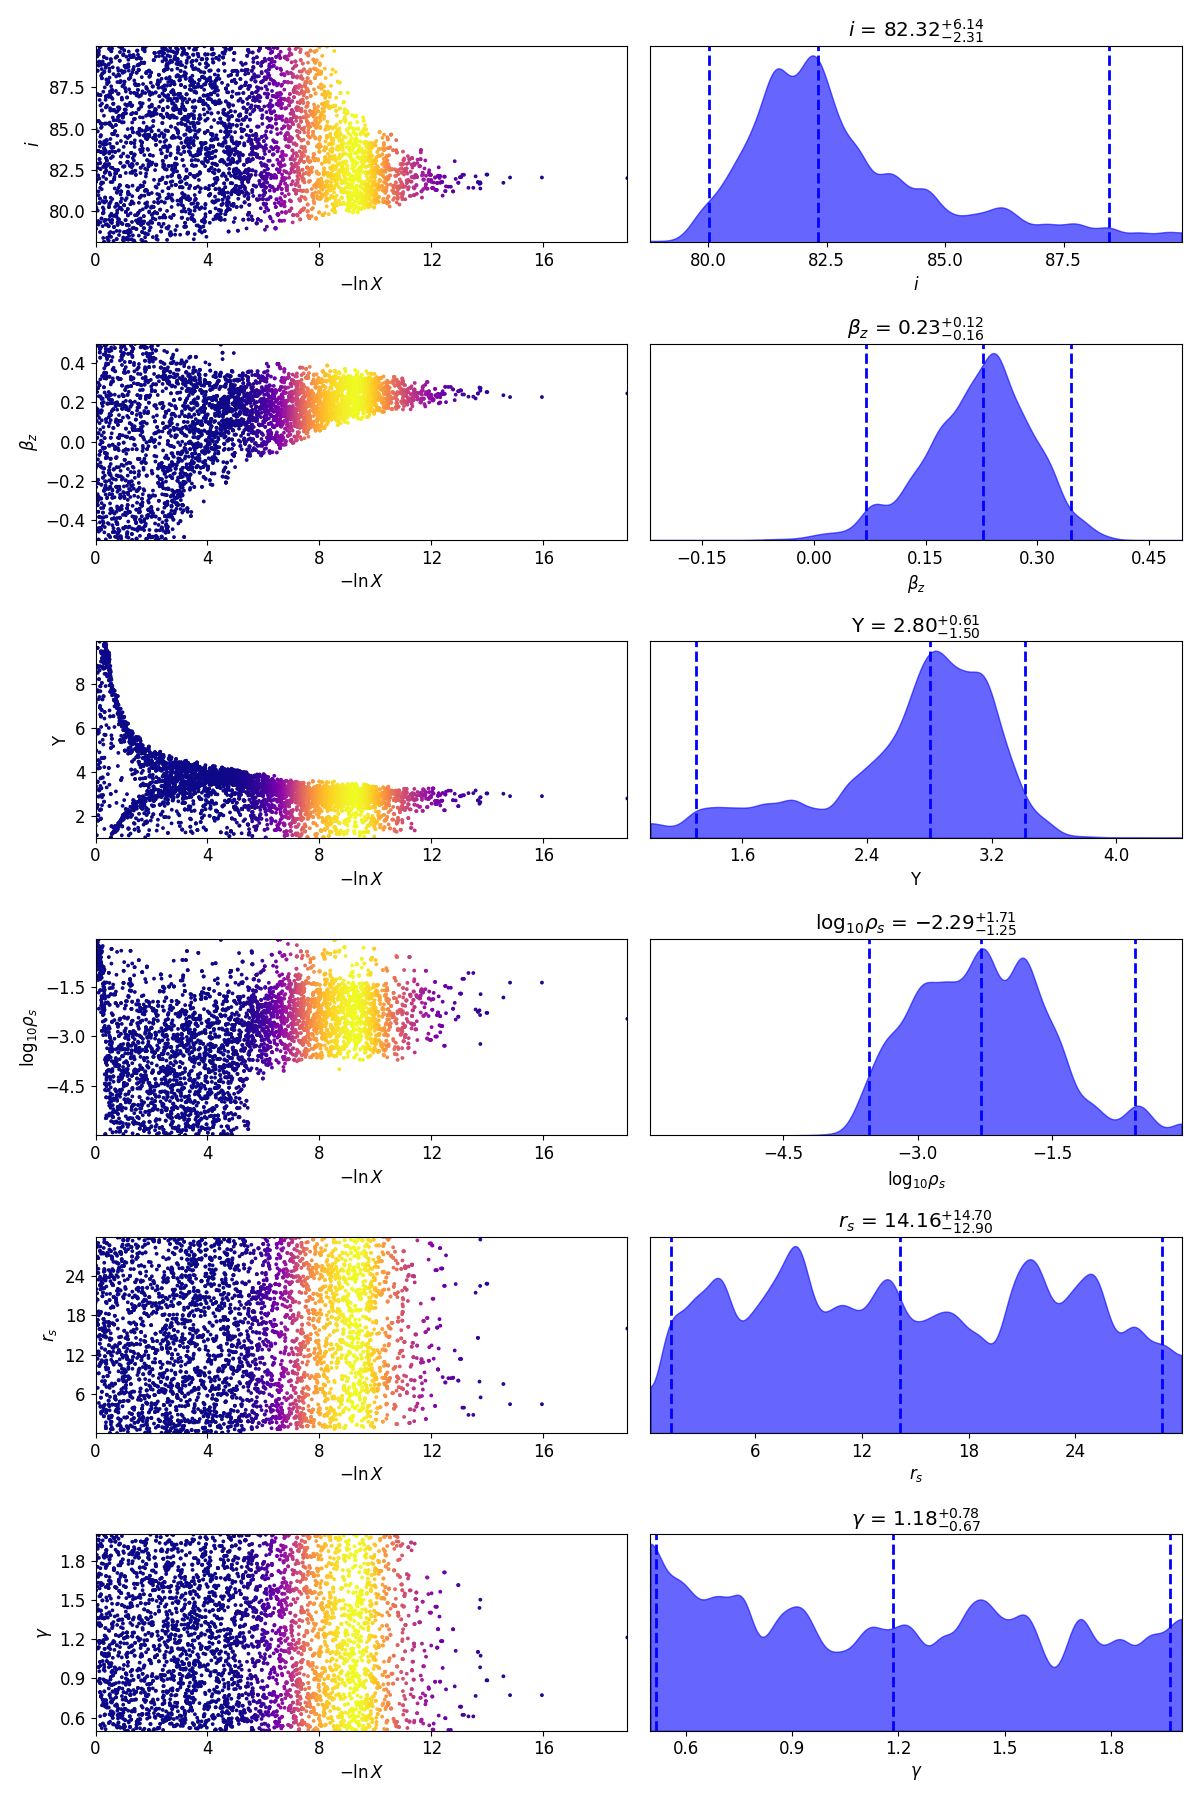 i = 82.32+6.14−2.31
i
87.5
85.0
82.5
80.0
0 4 8 12 16
−ln X
80.0 82.5 85.0 87.5
i
βz = 0.23+0.12−0.16
βz
0.4
0.2
0.0
−0.2
−0.4
0 4 8 12 16
−ln X
−0.15 0.00 0.15 0.30 0.45
βz
Y = 2.80+0.61−1.50
Y
8
6
4
2
0 4 8 12 16
−ln X
1.6 2.4 3.2 4.0
Y
log10ρs = −2.29+1.71−1.25
log10ρs
−1.5
−3.0
−4.5
0 4 8 12 16
−ln X
−4.5 −3.0 −1.5
log10ρs
rs = 14.16+14.70−12.90
rs
24
18
12
6
0 4 8 12 16
−ln X
6 12 18 24
rs
γ = 1.18+0.78−0.67
γ
1.8
1.5
1.2
0.9
0.6
0 4 8 12 16
−ln X
0.6 0.9 1.2 1.5 1.8
γ